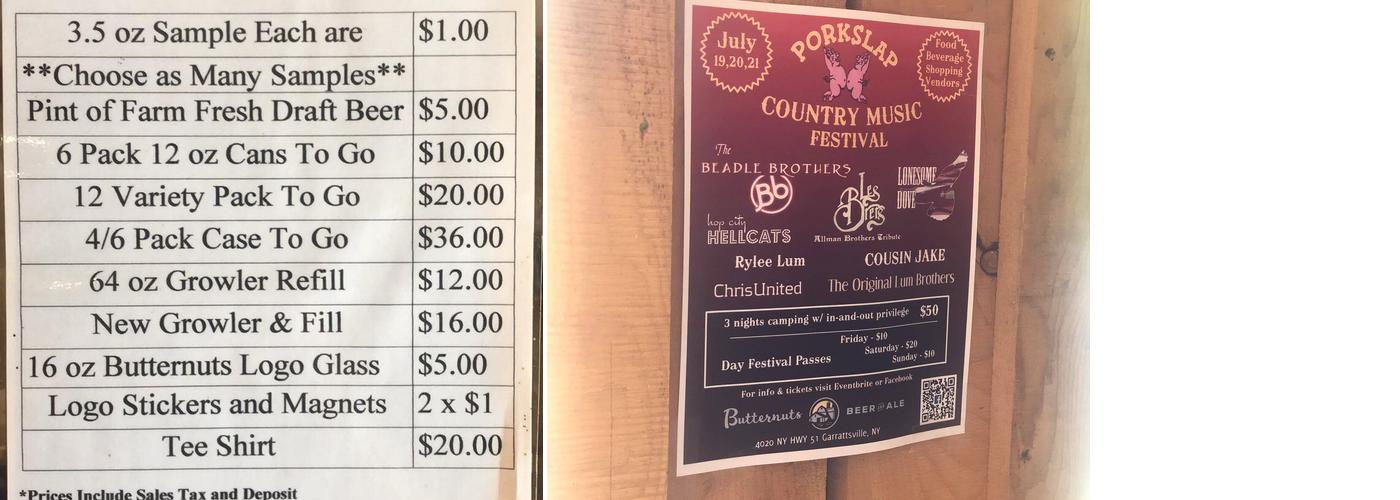 3.5 oz Sample Each are $1.00
**Choose as Many Samples**
Pint of Farm Fresh Draft Beer $5.00
6 Pack 12 oz Cans To Go $10.00
12 Variety Pack To Go $20.00
4/6 Pack Case To Go $36.00
64 oz Growler Refill $12.00
New Growler & Fill $16.00
16 oz Butternuts Logo Glass $5.00
Logo Stickers and Magnets 2 x $1
Tee Shirt $20.00
*Prices Include Sales Tax and Deposit
July
19,20,21
PORKSLAP
COUNTRY MUSIC
FESTIVAL
Food
Beverage
Shopping
Vendors
The
BEADLE BROTHERS
Bb
Les
Brers
Allman Brothers Tribute
LONESOME
DOVE
hop city
HELLCATS
Rylee Lum
COUSIN JAKE
ChrisUnited
The Original Lum Brothers
3 nights camping w/ in-and-out privilege $50
Day Festival Passes
Friday - $10
Saturday - $20
Sunday - $10
For info & tickets visit Eventbrite or Facebook
Butternuts
BEER AND ALE
4020 NY HWY 51 Garrattsville, NY